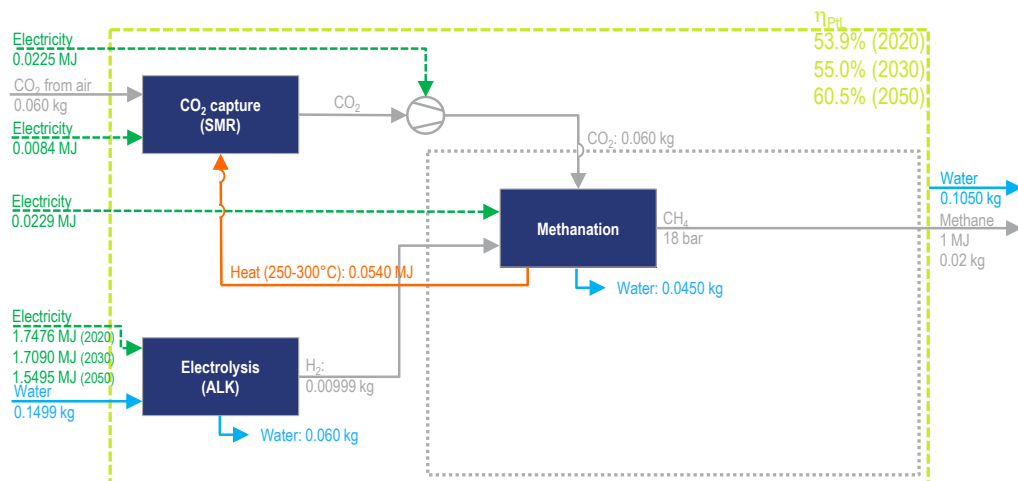 Electricity
0.0225 MJ
CO₂ from air
0.060 kg
Electricity
0.0084 MJ
CO₂ capture
(SMR)
CO₂
η_PtL
53.9% (2020)
55.0% (2030)
60.5% (2050)
CO₂: 0.060 kg
Electricity
0.0229 MJ
Methanation
CH₄
18 bar
Water
0.1050 kg
Methane
1 MJ
0.02 kg
Heat (250-300°C): 0.0540 MJ
Water: 0.0450 kg
Electricity
1.7476 MJ (2020)
1.7090 MJ (2030)
1.5495 MJ (2050)
Water
0.1499 kg
Electrolysis
(ALK)
H₂:
0.00999 kg
Water: 0.060 kg